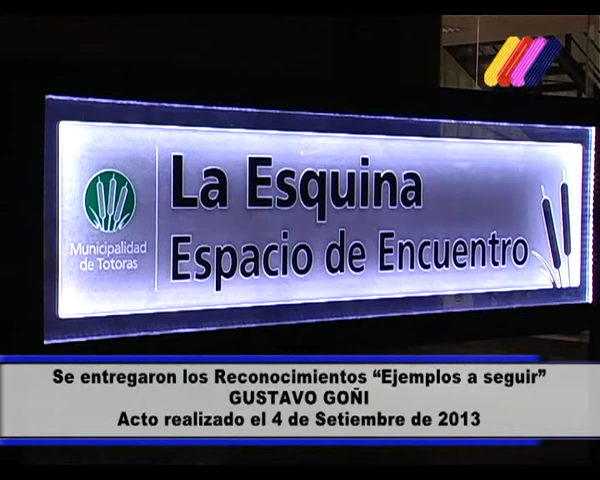 La Esquina
Espacio de Encuentro
Municipalidad
de Totoras
Se entregaron los Reconocimientos “Ejemplos a seguir”
GUSTAVO GOÑI
Acto realizado el 4 de Setiembre de 2013